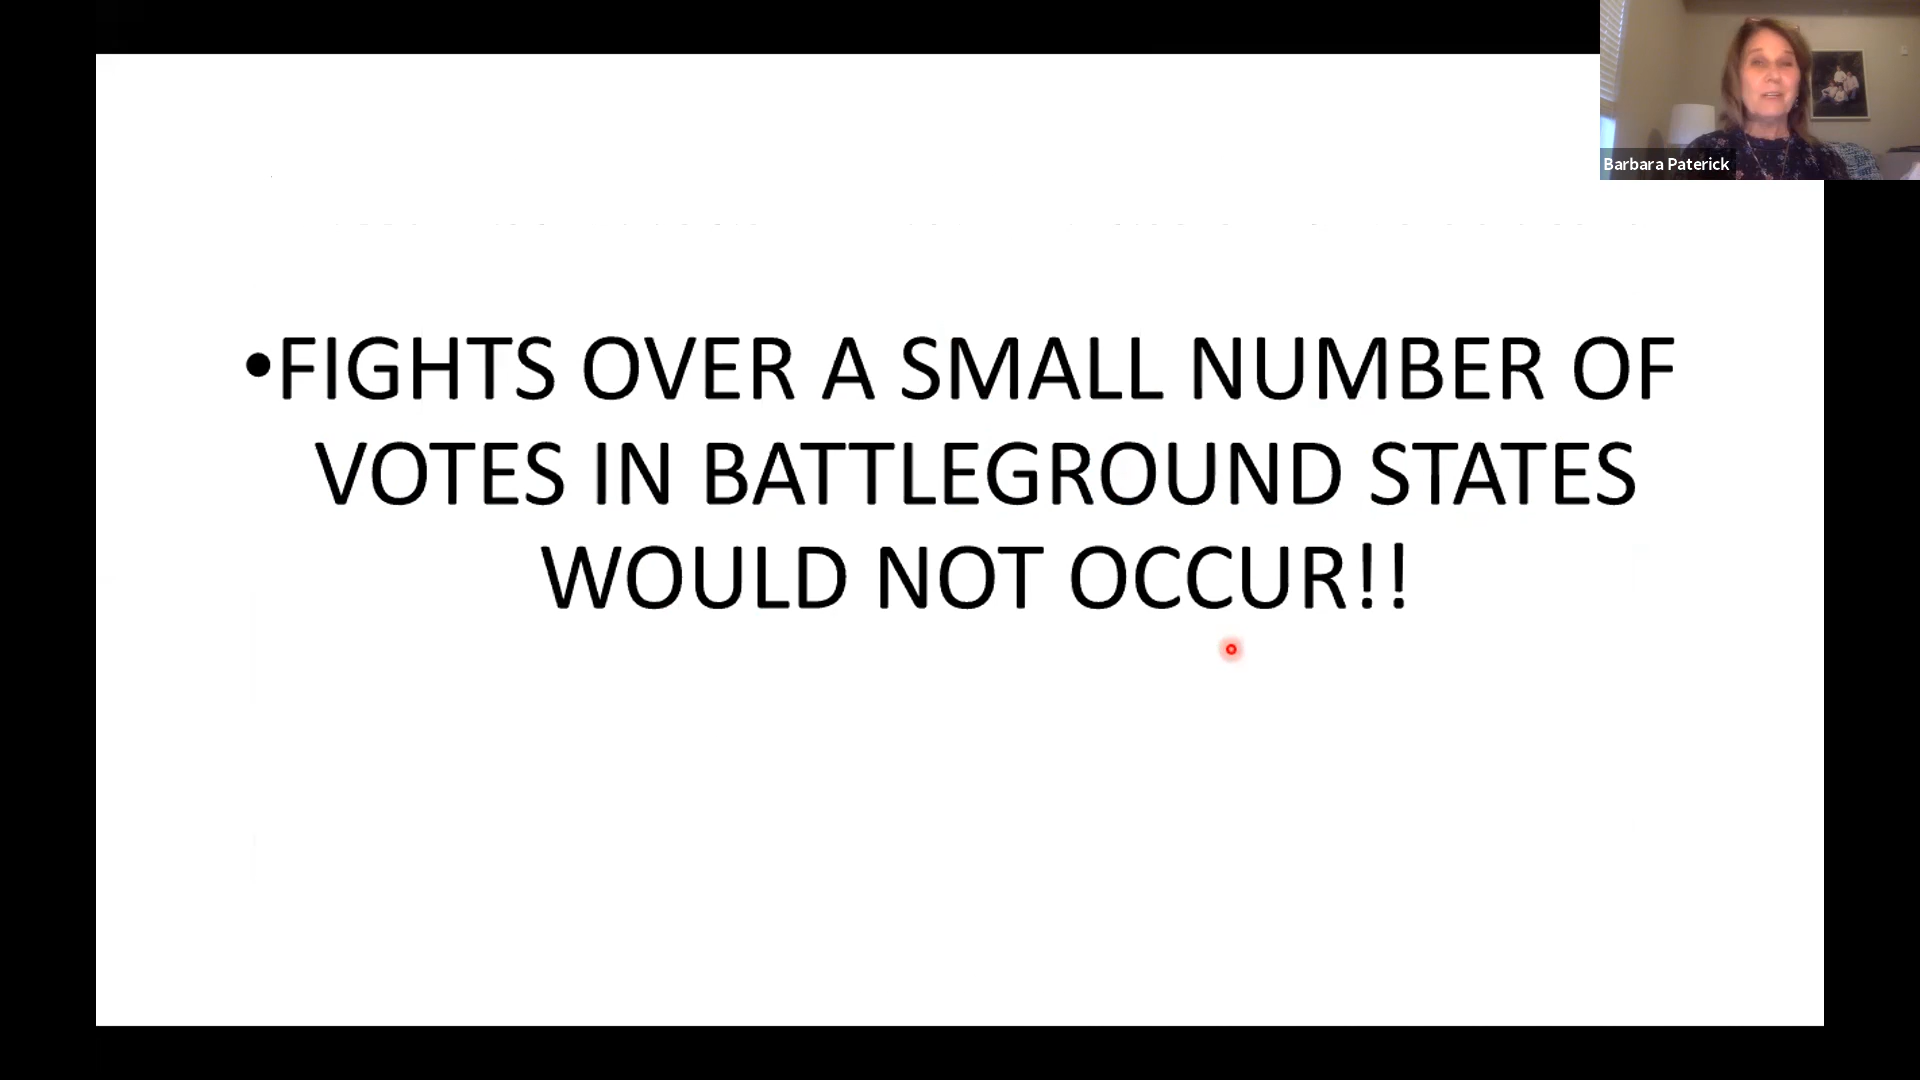 Barbara Paterick
•FIGHTS OVER A SMALL NUMBER OF
VOTES IN BATTLEGROUND STATES
WOULD NOT OCCUR!!